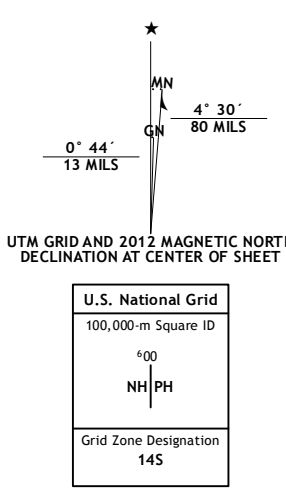 ★
MN
4° 30´
80 MILS
GN
0° 44´
13 MILS
UTM GRID AND 2012 MAGNETIC NORT
DECLINATION AT CENTER OF SHEET
U.S. National Grid
100,000-m Square ID
⁶00
NH PH
Grid Zone Designation
14S